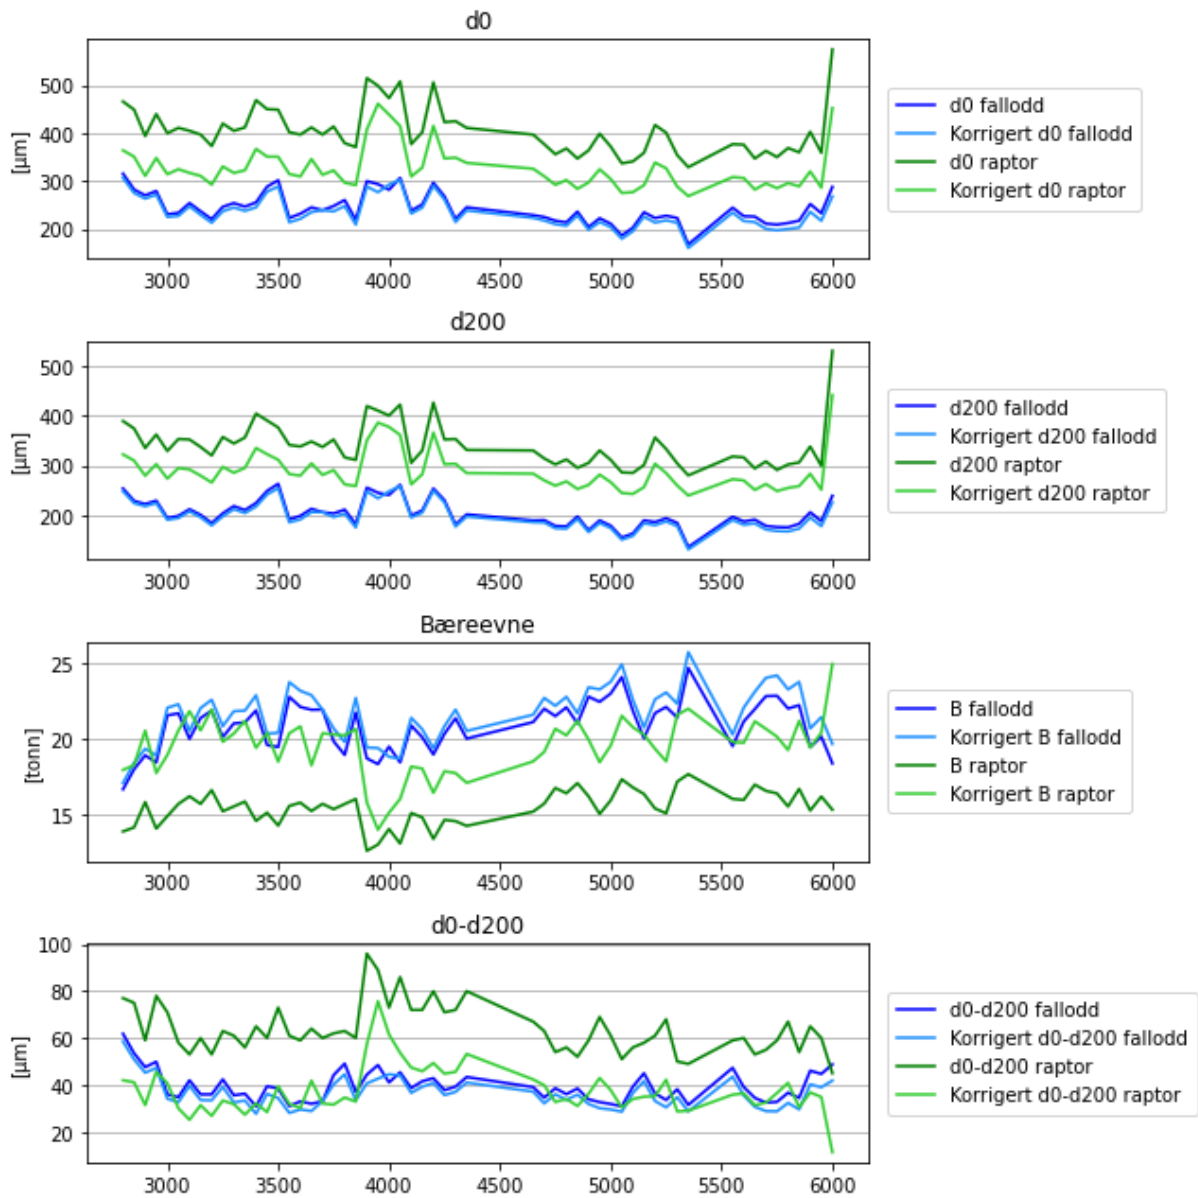 d0
500
400
300
200
[µm]
3000 3500 4000 4500 5000 5500 6000
d0 fallodd
Korrigert d0 fallodd
d0 raptor
Korrigert d0 raptor
d200
500
400
300
200
[µm]
3000 3500 4000 4500 5000 5500 6000
d200 fallodd
Korrigert d200 fallodd
d200 raptor
Korrigert d200 raptor
Bæreevne
25
20
15
[tonn]
3000 3500 4000 4500 5000 5500 6000
B fallodd
Korrigert B fallodd
B raptor
Korrigert B raptor
d0-d200
100
80
60
40
20
[µm]
3000 3500 4000 4500 5000 5500 6000
d0-d200 fallodd
Korrigert d0-d200 fallodd
d0-d200 raptor
Korrigert d0-d200 raptor